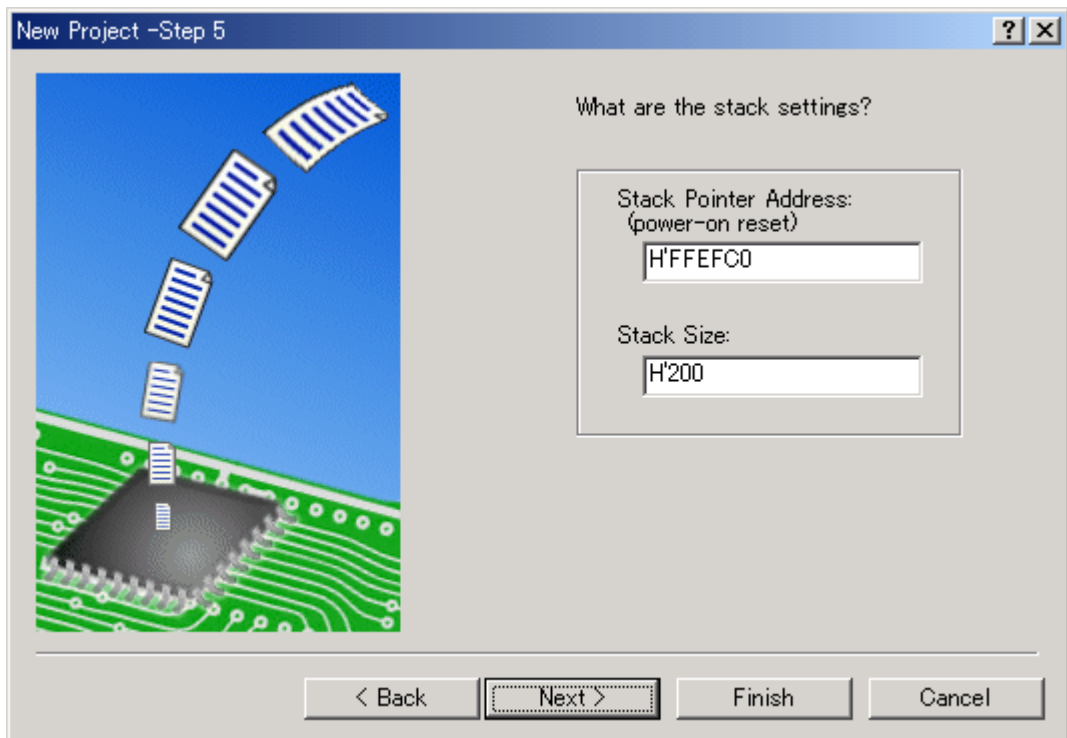 New Project -Step 5
What are the stack settings?
Stack Pointer Address:
(power-on reset)
H'FFEFC0
Stack Size:
H'200
< Back
Next >
Finish
Cancel